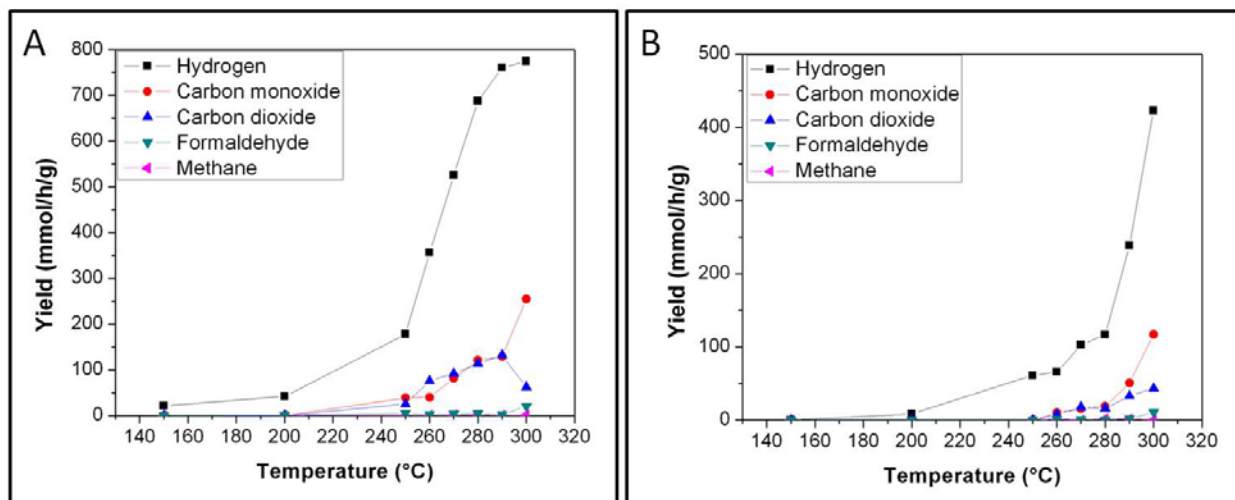 A
800
700
600
500
400
300
200
100
0
Yield (mmol/h/g)
Hydrogen
Carbon monoxide
Carbon dioxide
Formaldehyde
Methane
140 160 180 200 220 240 260 280 300 320
Temperature (°C)
B
500
400
300
200
100
0
Yield (mmol/h/g)
Hydrogen
Carbon monoxide
Carbon dioxide
Formaldehyde
Methane
140 160 180 200 220 240 260 280 300 320
Temperature (°C)